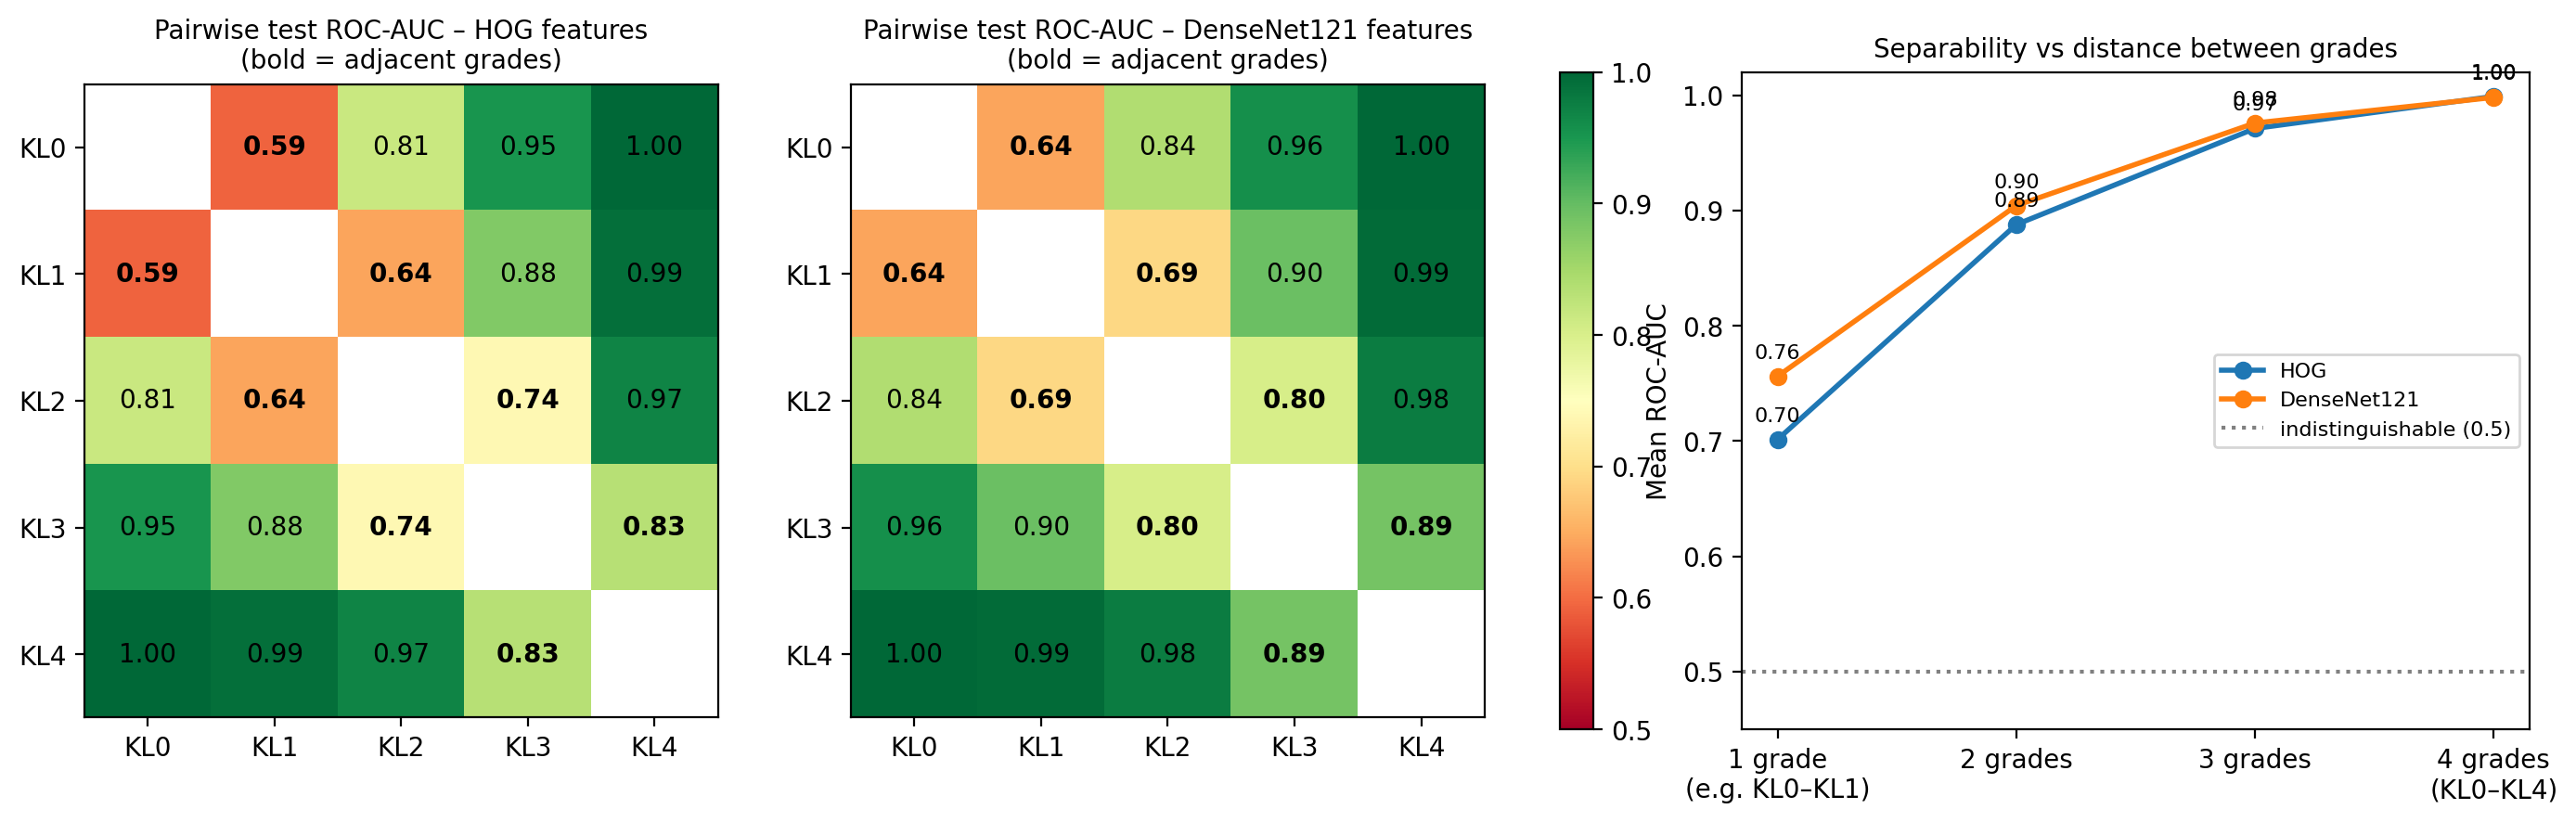 Pairwise test ROC-AUC – HOG features
(bold = adjacent grades)
KL0 0.59 0.81 0.95 1.00
KL1 0.59 0.64 0.88 0.99
KL2 0.81 0.64 0.74 0.97
KL3 0.95 0.88 0.74 0.83
KL4 1.00 0.99 0.97 0.83
KL0 KL1 KL2 KL3 KL4
Pairwise test ROC-AUC – DenseNet121 features
(bold = adjacent grades)
KL0 0.64 0.84 0.96 1.00
KL1 0.64 0.69 0.90 0.99
KL2 0.84 0.69 0.80 0.98
KL3 0.96 0.90 0.80 0.89
KL4 1.00 0.99 0.98 0.89
KL0 KL1 KL2 KL3 KL4
1.0
0.9
0.8
0.7
0.6
0.5
Separability vs distance between grades
Mean ROC-AUC
1.0
0.9
0.8
0.7
0.6
0.5
0.76
0.70
0.90
0.89
0.98
0.97
1.00
1.00
HOG
DenseNet121
indistinguishable (0.5)
1 grade
(e.g. KL0–KL1)
2 grades
3 grades
4 grades
(KL0–KL4)